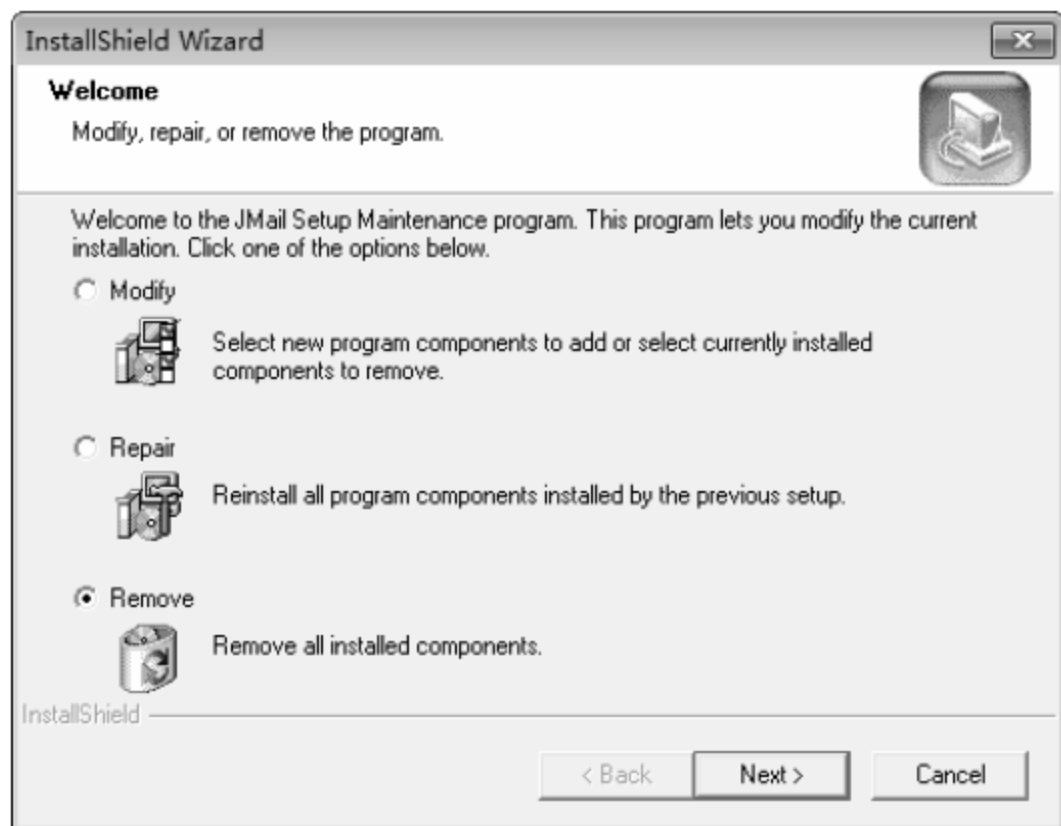 InstallShield Wizard
Welcome
Modify, repair, or remove the program.
Welcome to the JMail Setup Maintenance program. This program lets you modify the current
installation. Click one of the options below.
Modify
Select new program components to add or select currently installed
components to remove.
Repair
Reinstall all program components installed by the previous setup.
Remove
Remove all installed components.
InstallShield
< Back
Next >
Cancel